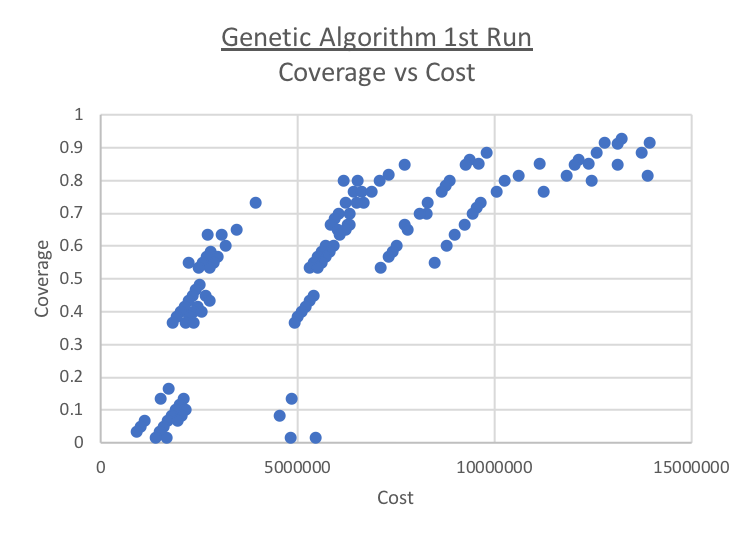 Genetic Algorithm 1st Run
Coverage vs Cost
1
0.9
0.8
0.7
0.6
0.5
0.4
0.3
0.2
0.1
0
Coverage
0 5000000 10000000 15000000
Cost